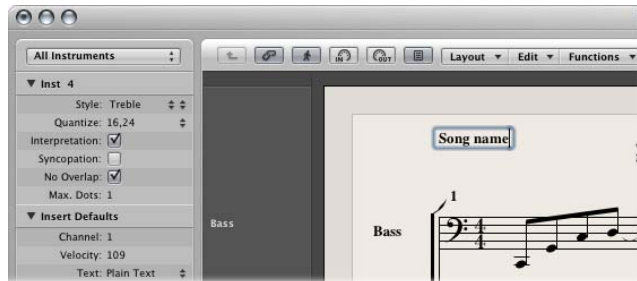 All Instruments
IN
OUT
Layout
Edit
Functions
Inst 4
Style: Treble
Quantize: 16,24
Interpretation:
Syncopation:
No Overlap:
Max. Dots: 1
Insert Defaults
Channel: 1
Velocity: 109
Text: Plain Text
Bass
Song name
1
Bass
4
4